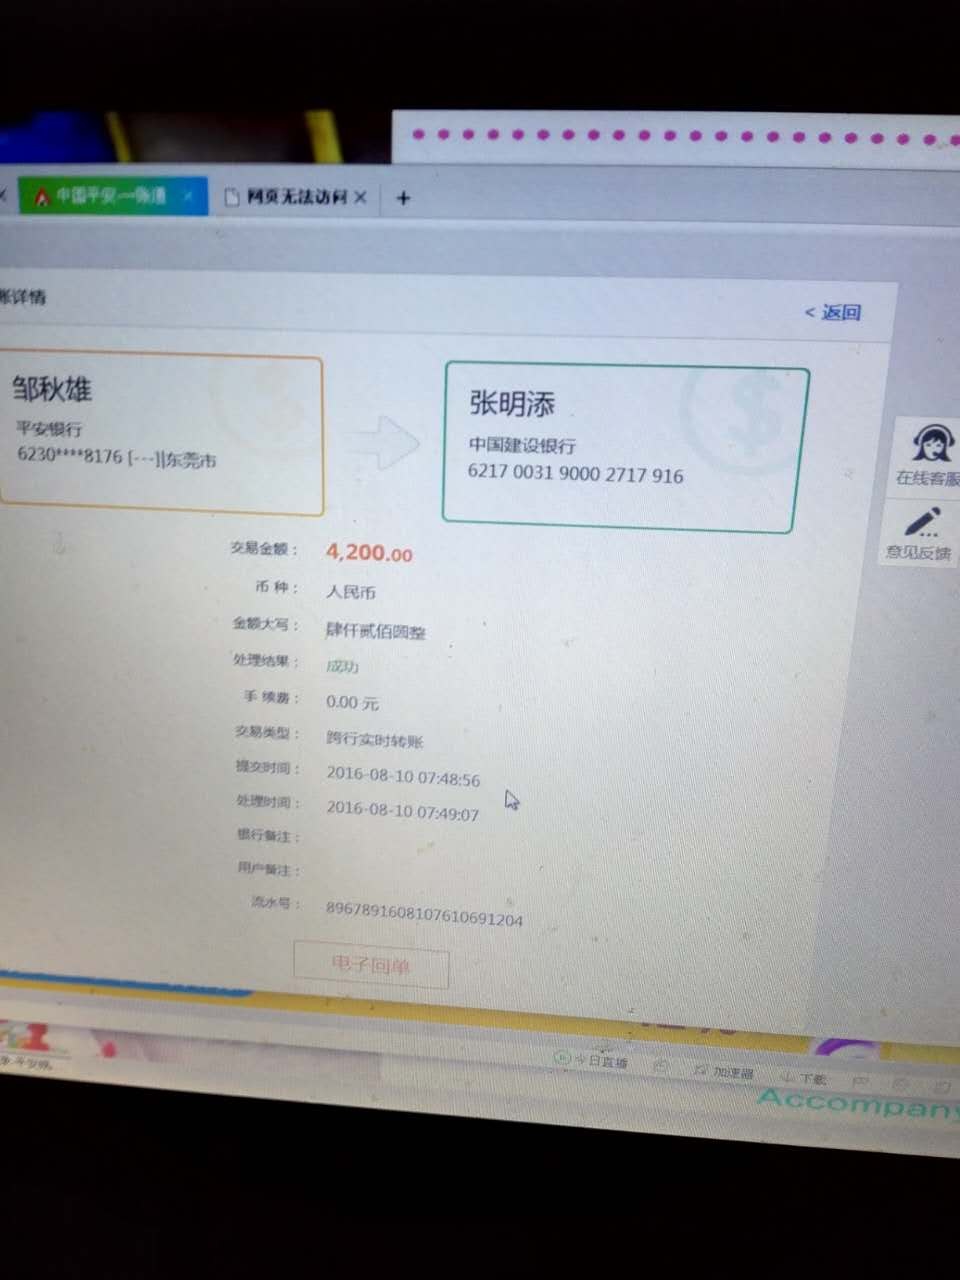 中国平安一账通
网页无法访问
账详情
< 返回
邹秋雄
平安银行
6230****8176 [---]|东莞市
张明添
中国建设银行
6217 0031 9000 2717 916
在线客服
意见反馈
交易金额： 4,200.00
币 种： 人民币
金额大写： 肆仟贰佰圆整
处理结果： 成功
手 续费： 0.00 元
交易类型： 跨行实时转账
提交时间： 2016-08-10 07:48:56
处理时间： 2016-08-10 07:49:07
银行备注：
用户备注：
流水号： 8967891608107610691204
电子回单
今日直播
加速器
下载
Accompany